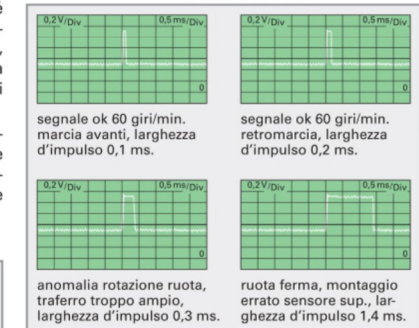 0,2V/Div 0,5ms/Div
0
segnale ok 60 giri/min.
marcia avanti, larghezza
d'impulso 0,1 ms.
0,2V/Div 0,5ms/Div
0
segnale ok 60 giri/min.
retromarcia, larghezza
d'impulso 0,2 ms.
0,2V/Div 0,5ms/Div
0
anomalia rotazione ruota,
traferro troppo ampio,
larghezza d'impulso 0,3 ms.
0,2V/Div 0,5ms/Div
0
ruota ferma, montaggio
errato sensore sup., lar-
ghezza d'impulso 1,4 ms.